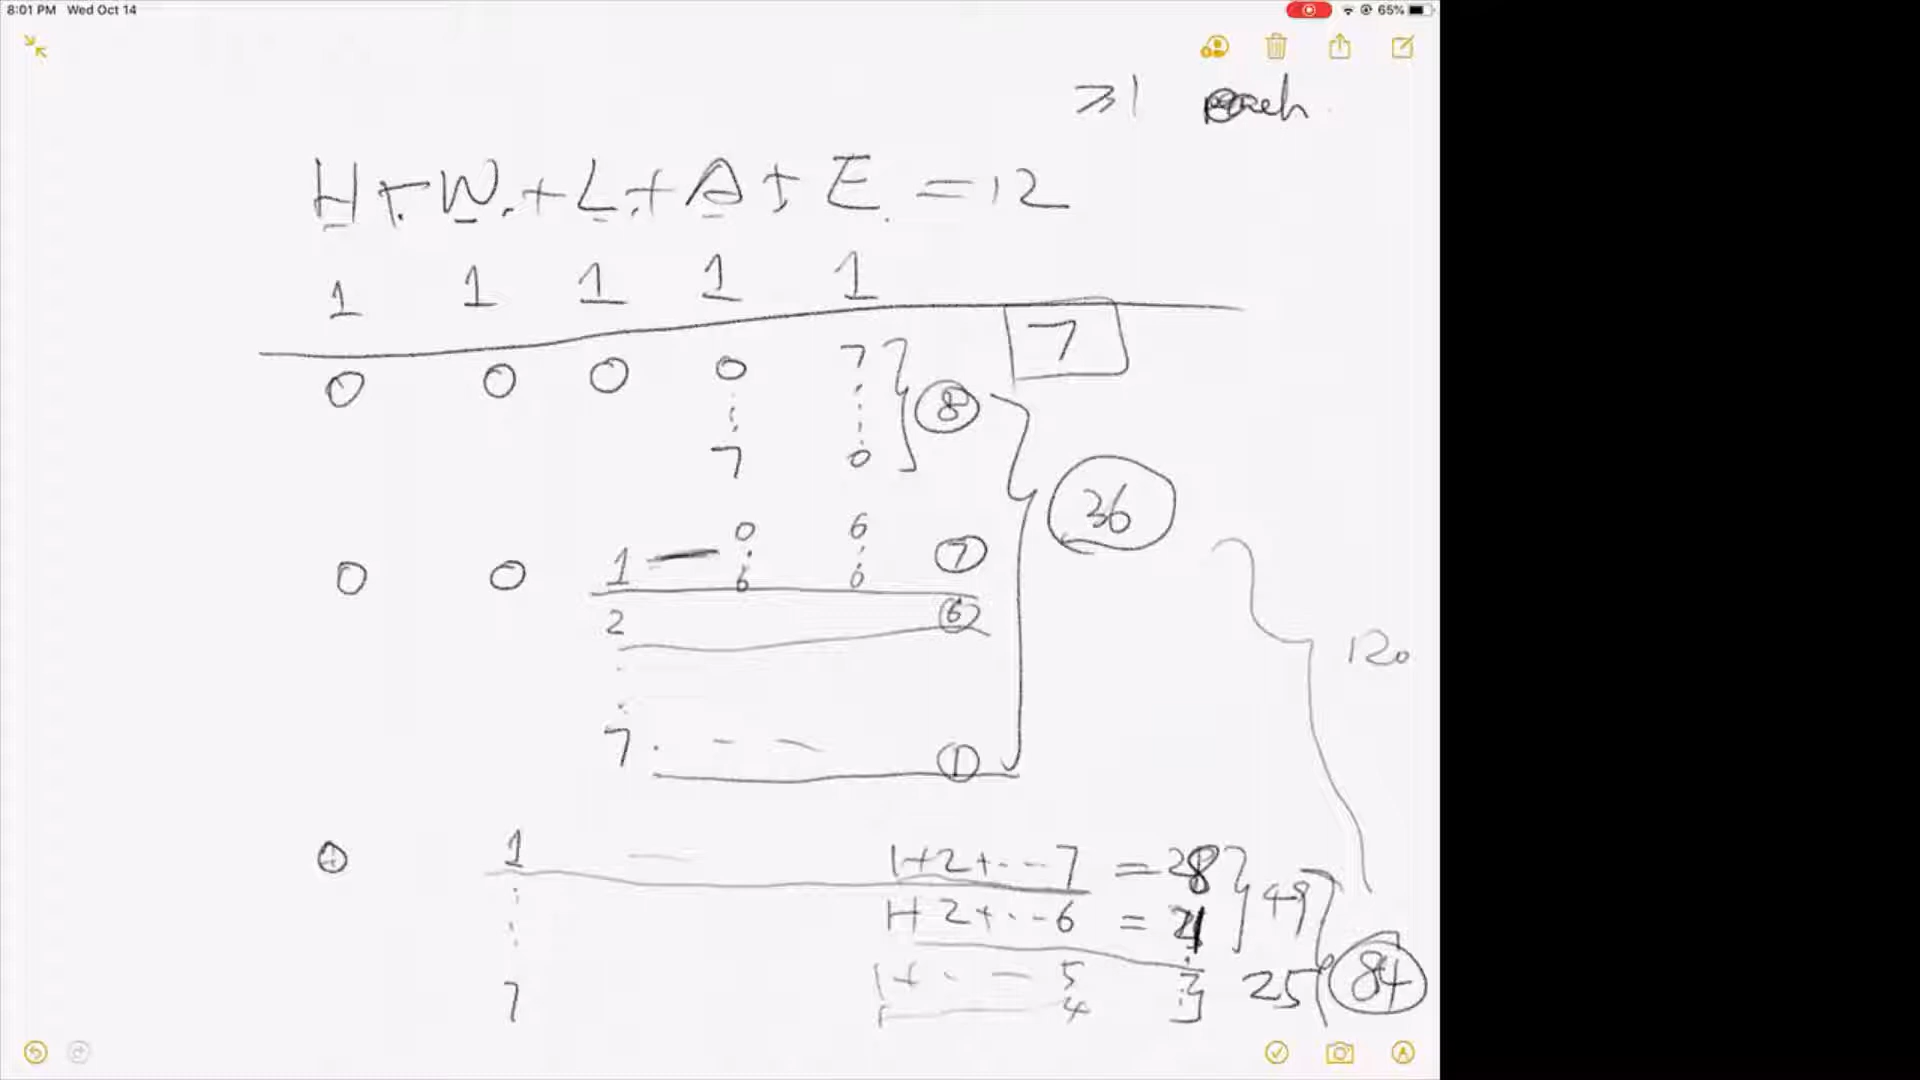 8:01 PM Wed Oct 14
65%
≥1 each
H + W + L + A + E = 12
1 1 1 1 1
7
0 0 0 0 7
8
7 0
36
0 6
0 0 1 6 0 7
2 6
120
7 1
0 1 1+2+--7 = 28
49
1+2+--6 = 21
1+--5
25 84
7 4